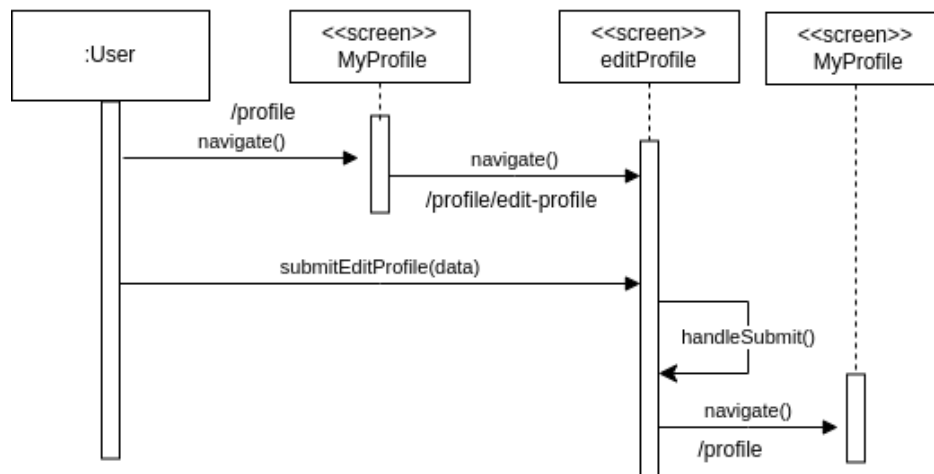 :User
<<screen>>
MyProfile
<<screen>>
editProfile
<<screen>>
MyProfile
/profile
navigate()
navigate()
/profile/edit-profile
submitEditProfile(data)
handleSubmit()
navigate()
/profile